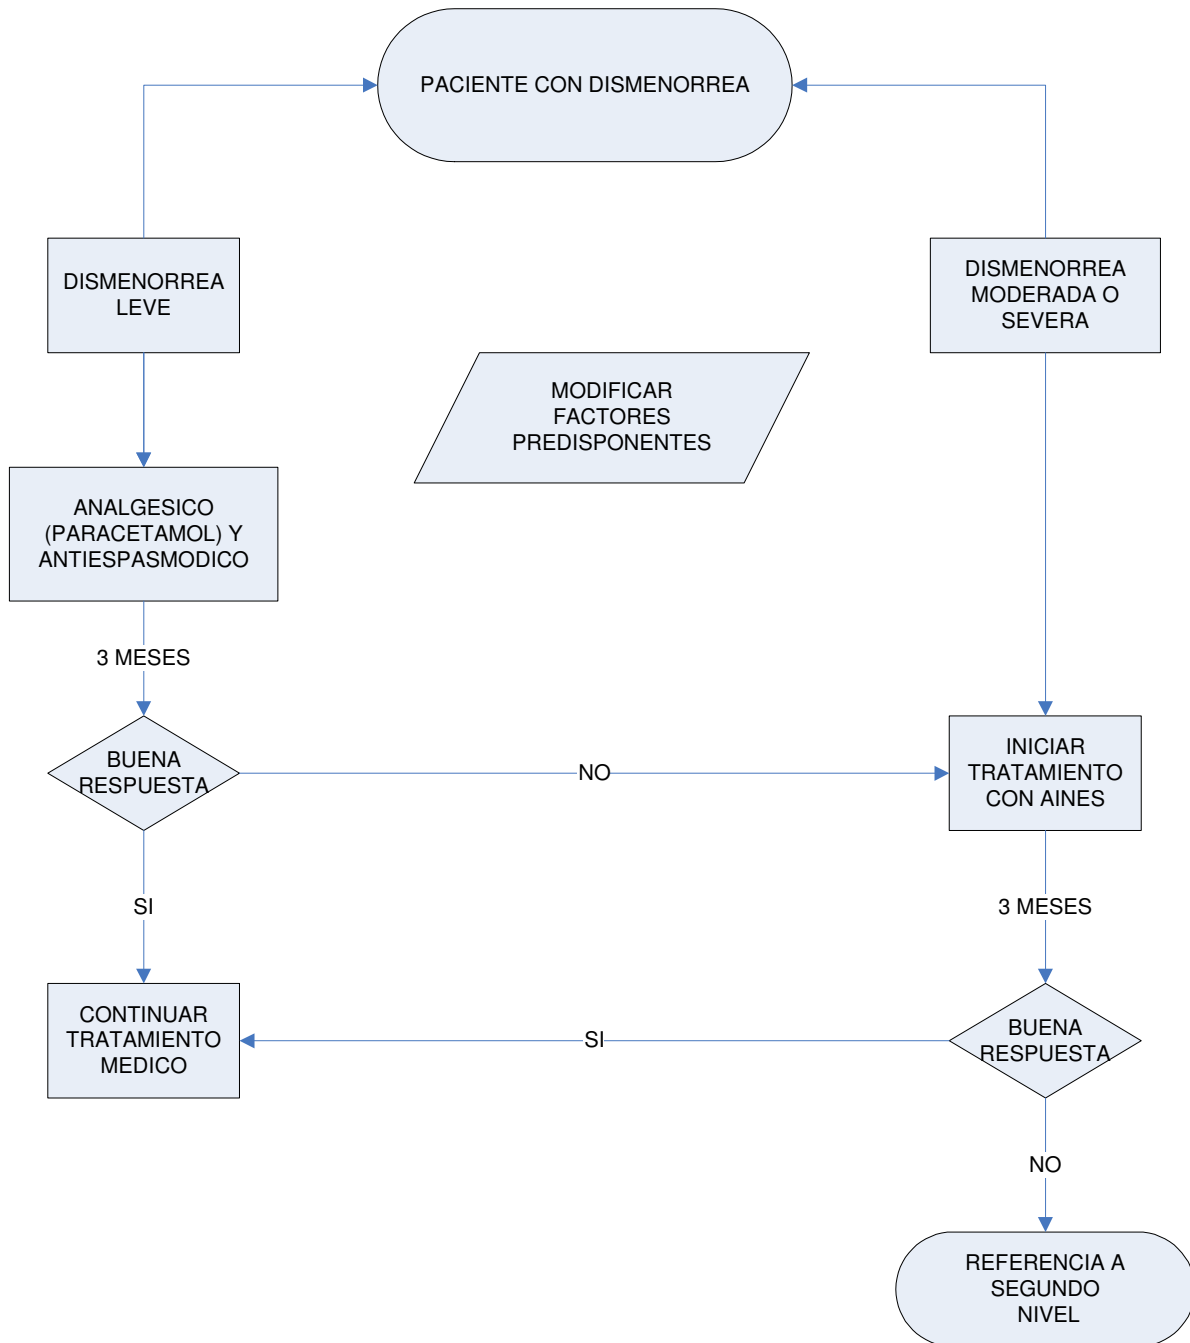 PACIENTE CON DISMENORREA
DISMENORREA
LEVE
DISMENORREA
MODERADA O
SEVERA
MODIFICAR
FACTORES
PREDISPONENTES
ANALGESICO
(PARACETAMOL) Y
ANTIESPASMODICO
3 MESES
BUENA
RESPUESTA
NO
INICIAR
TRATAMIENTO
CON AINES
SI
3 MESES
CONTINUAR
TRATAMIENTO
MEDICO
SI
BUENA
RESPUESTA
NO
REFERENCIA A
SEGUNDO
NIVEL